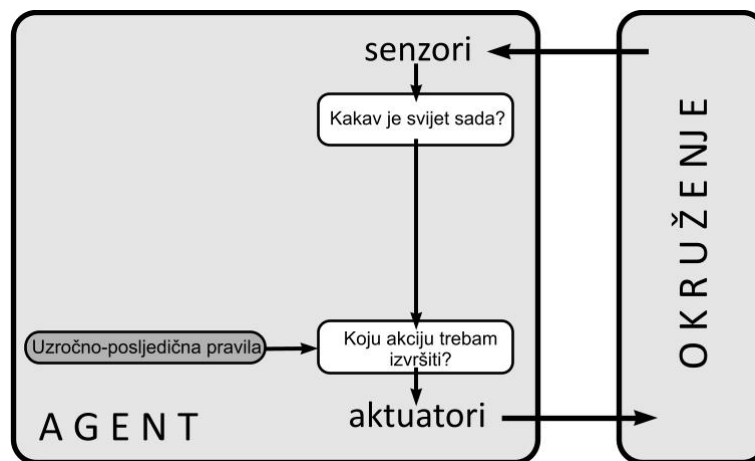 senzori
Kakav je svijet sada?
Uzročno-posljedična pravila
Koju akciju trebam
izvršiti?
aktuatori
AGENT
OKRUŽENJE